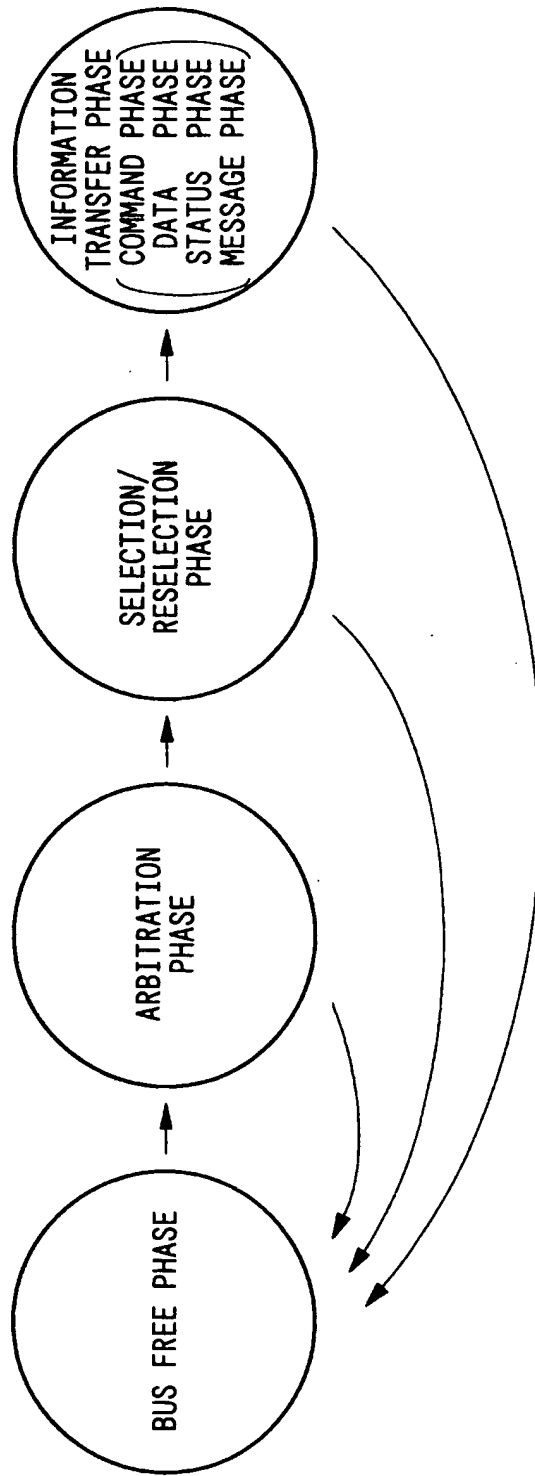 BUS FREE PHASE
ARBITRATION
PHASE
SELECTION/
RESELECTION
PHASE
INFORMATION
TRANSFER PHASE
COMMAND PHASE
DATA PHASE
STATUS PHASE
MESSAGE PHASE